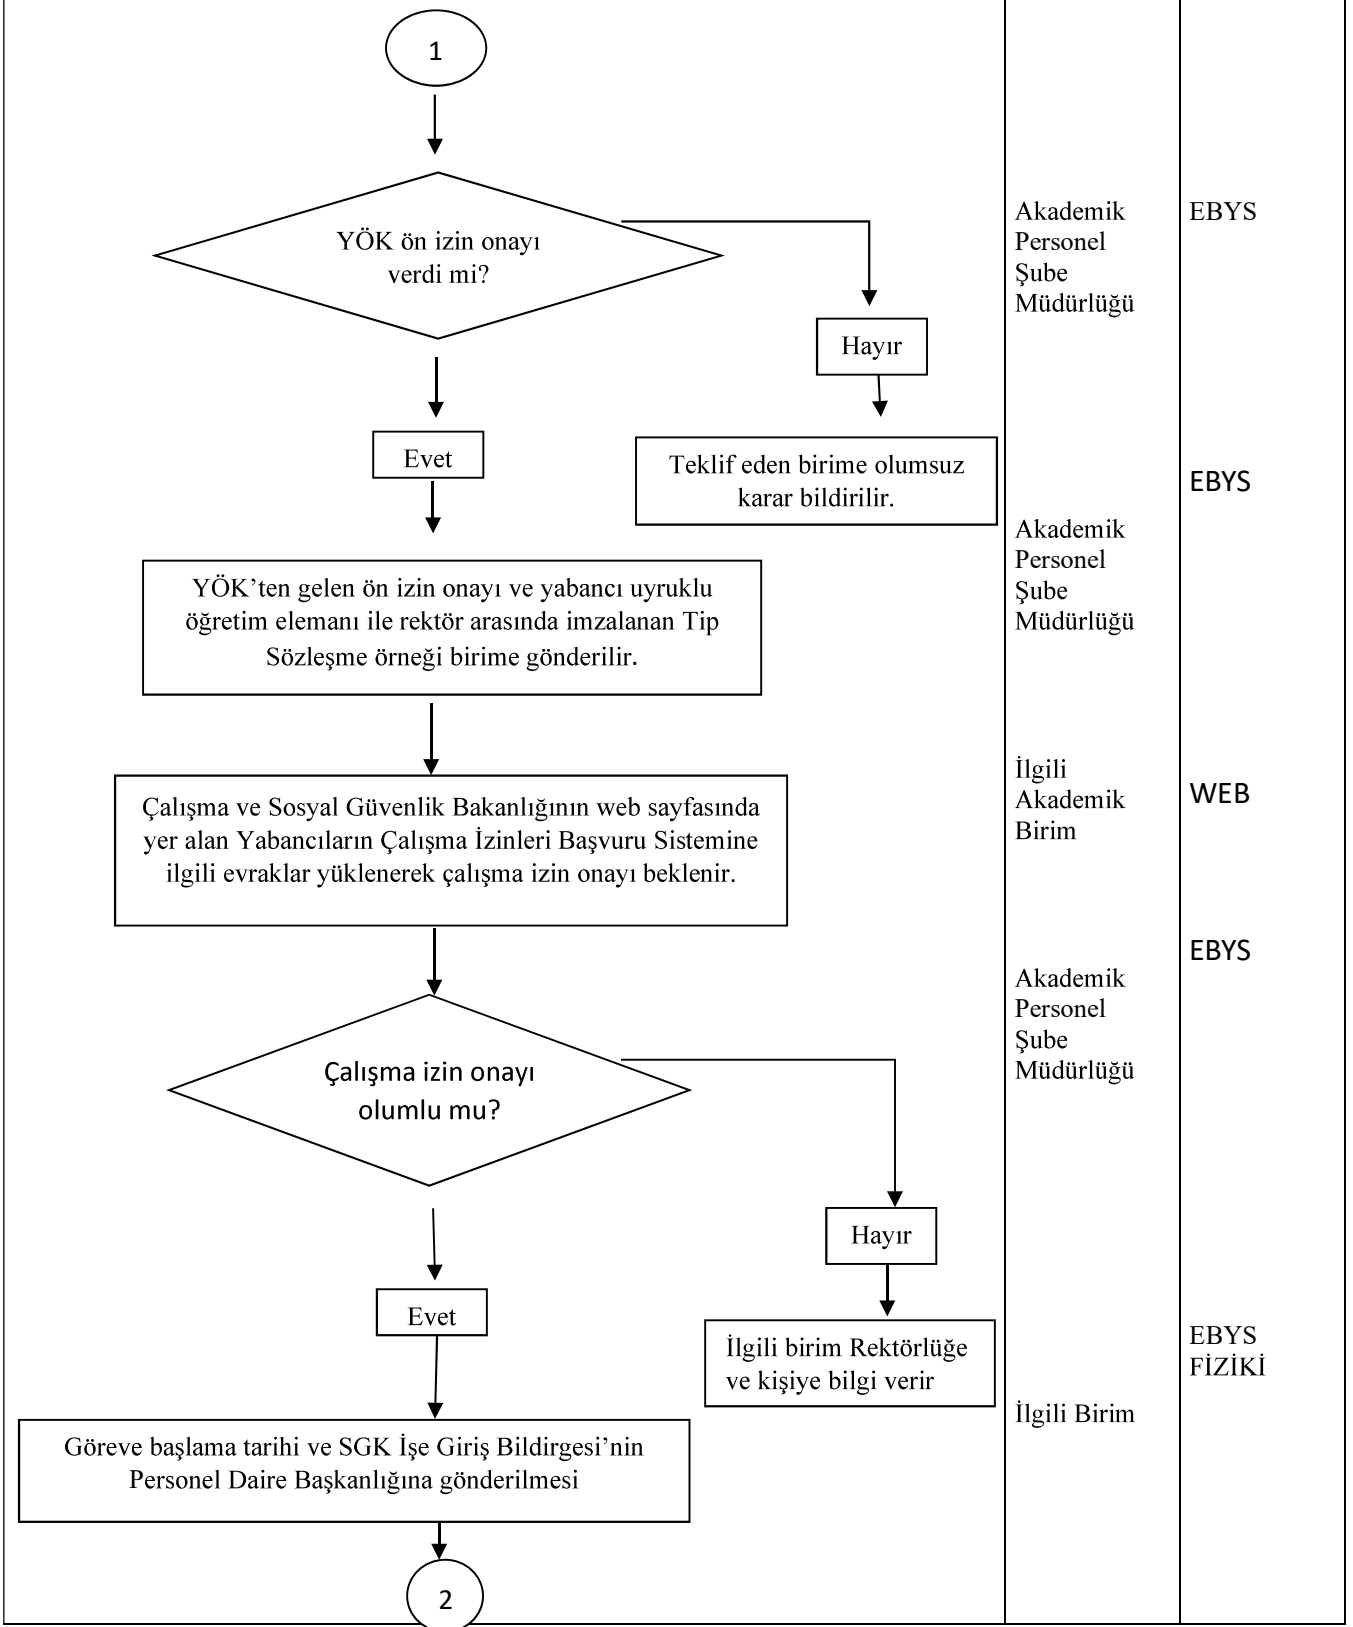 1
YÖK ön izin onayı
verdi mi?
Hayır
Evet
Teklif eden birime olumsuz
karar bildirilir.
YÖK’ten gelen ön izin onayı ve yabancı uyruklu
öğretim elemanı ile rektör arasında imzalanan Tip
Sözleşme örneği birime gönderilir.
Çalışma ve Sosyal Güvenlik Bakanlığının web sayfasında
yer alan Yabancıların Çalışma İzinleri Başvuru Sistemine
ilgili evraklar yüklenerek çalışma izin onayı beklenir.
Çalışma izin onayı
olumlu mu?
Hayır
Evet
İlgili birim Rektörlüğe
ve kişiye bilgi verir
Göreve başlama tarihi ve SGK İşe Giriş Bildirgesi’nin
Personel Daire Başkanlığına gönderilmesi
2
Akademik
Personel
Şube
Müdürlüğü
Akademik
Personel
Şube
Müdürlüğü
İlgili
Akademik
Birim
Akademik
Personel
Şube
Müdürlüğü
İlgili Birim
EBYS
EBYS
WEB
EBYS
EBYS
FİZİKİ